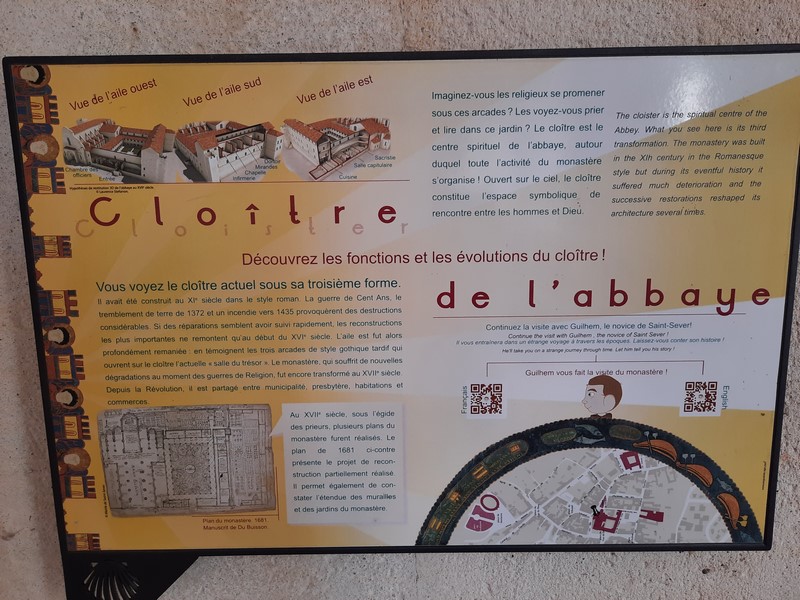 Vue de l'aile ouest
Vue de l'aile sud
Vue de l'aile est
Chambre des
officiers
Entrée
Dortoir
Mirandes
Chapelle
infirmerie
Sacristie
Salle capitulaire
Cuisine
Cloître
Cloister
Imaginez-vous les religieux se promener
sous ces arcades ? Les voyez-vous prier
et lire dans ce jardin ? Le cloître est le
centre spirituel de l'abbaye, autour
duquel toute l'activité du monastère
s'organise ! Ouvert sur le ciel, le cloître
constitue l'espace symbolique de
rencontre entre les hommes et Dieu.
The cloister is the spiritual centre of the
Abbey. What you see here is its third
transformation. The monastery was built
in the XIth century in the Romanesque
style but during its eventful history it
suffered much deterioration and the
successive restorations reshaped its
architecture several times.
Découvrez les fonctions et les évolutions du cloître !
de l'abbaye
Vous voyez le cloître actuel sous sa troisième forme.
Il avait été construit au XIe siècle dans le style roman. La guerre de Cent Ans, le
tremblement de terre de 1372 et un incendie vers 1435 provoquèrent des destructions
considérables. Si des réparations semblent avoir suivi rapidement, les reconstructions
les plus importantes ne remontent qu'au début du XVIe siècle. L'aile est fut alors
profondément remaniée : en témoignent les trois arcades de style gothique tardif qui
ouvrent sur le cloître l'actuelle « salle du trésor ». Le monastère, qui souffrit de nouvelles
dégradations au moment des guerres de Religion, fut encore transformé au XVIIe siècle.
Depuis la Révolution, il est partagé entre municipalité, presbytère, habitations et
commerces.
Continuez la visite avec Guilhem, le novice de Saint-Sever!
Continue the visit with Guilhem , the novice of Saint Sever !
Il vous entraînera dans un étrange voyage à travers les époques. Laissez-vous conter son histoire !
He'll take you on a strange journey through time. Let him tell you his story !
Guilhem vous fait la visite du monastère !
Français
English
Au XVIIe siècle, sous l'égide
des prieurs, plusieurs plans du
monastère furent réalisés. Le
plan de 1681 ci-contre
présente le projet de recon-
struction partiellement réalisé.
Il permet également de con-
stater l'étendue des murailles
et des jardins du monastère.
Plan du monastère, 1681.
Manuscrit de Du Buisson.